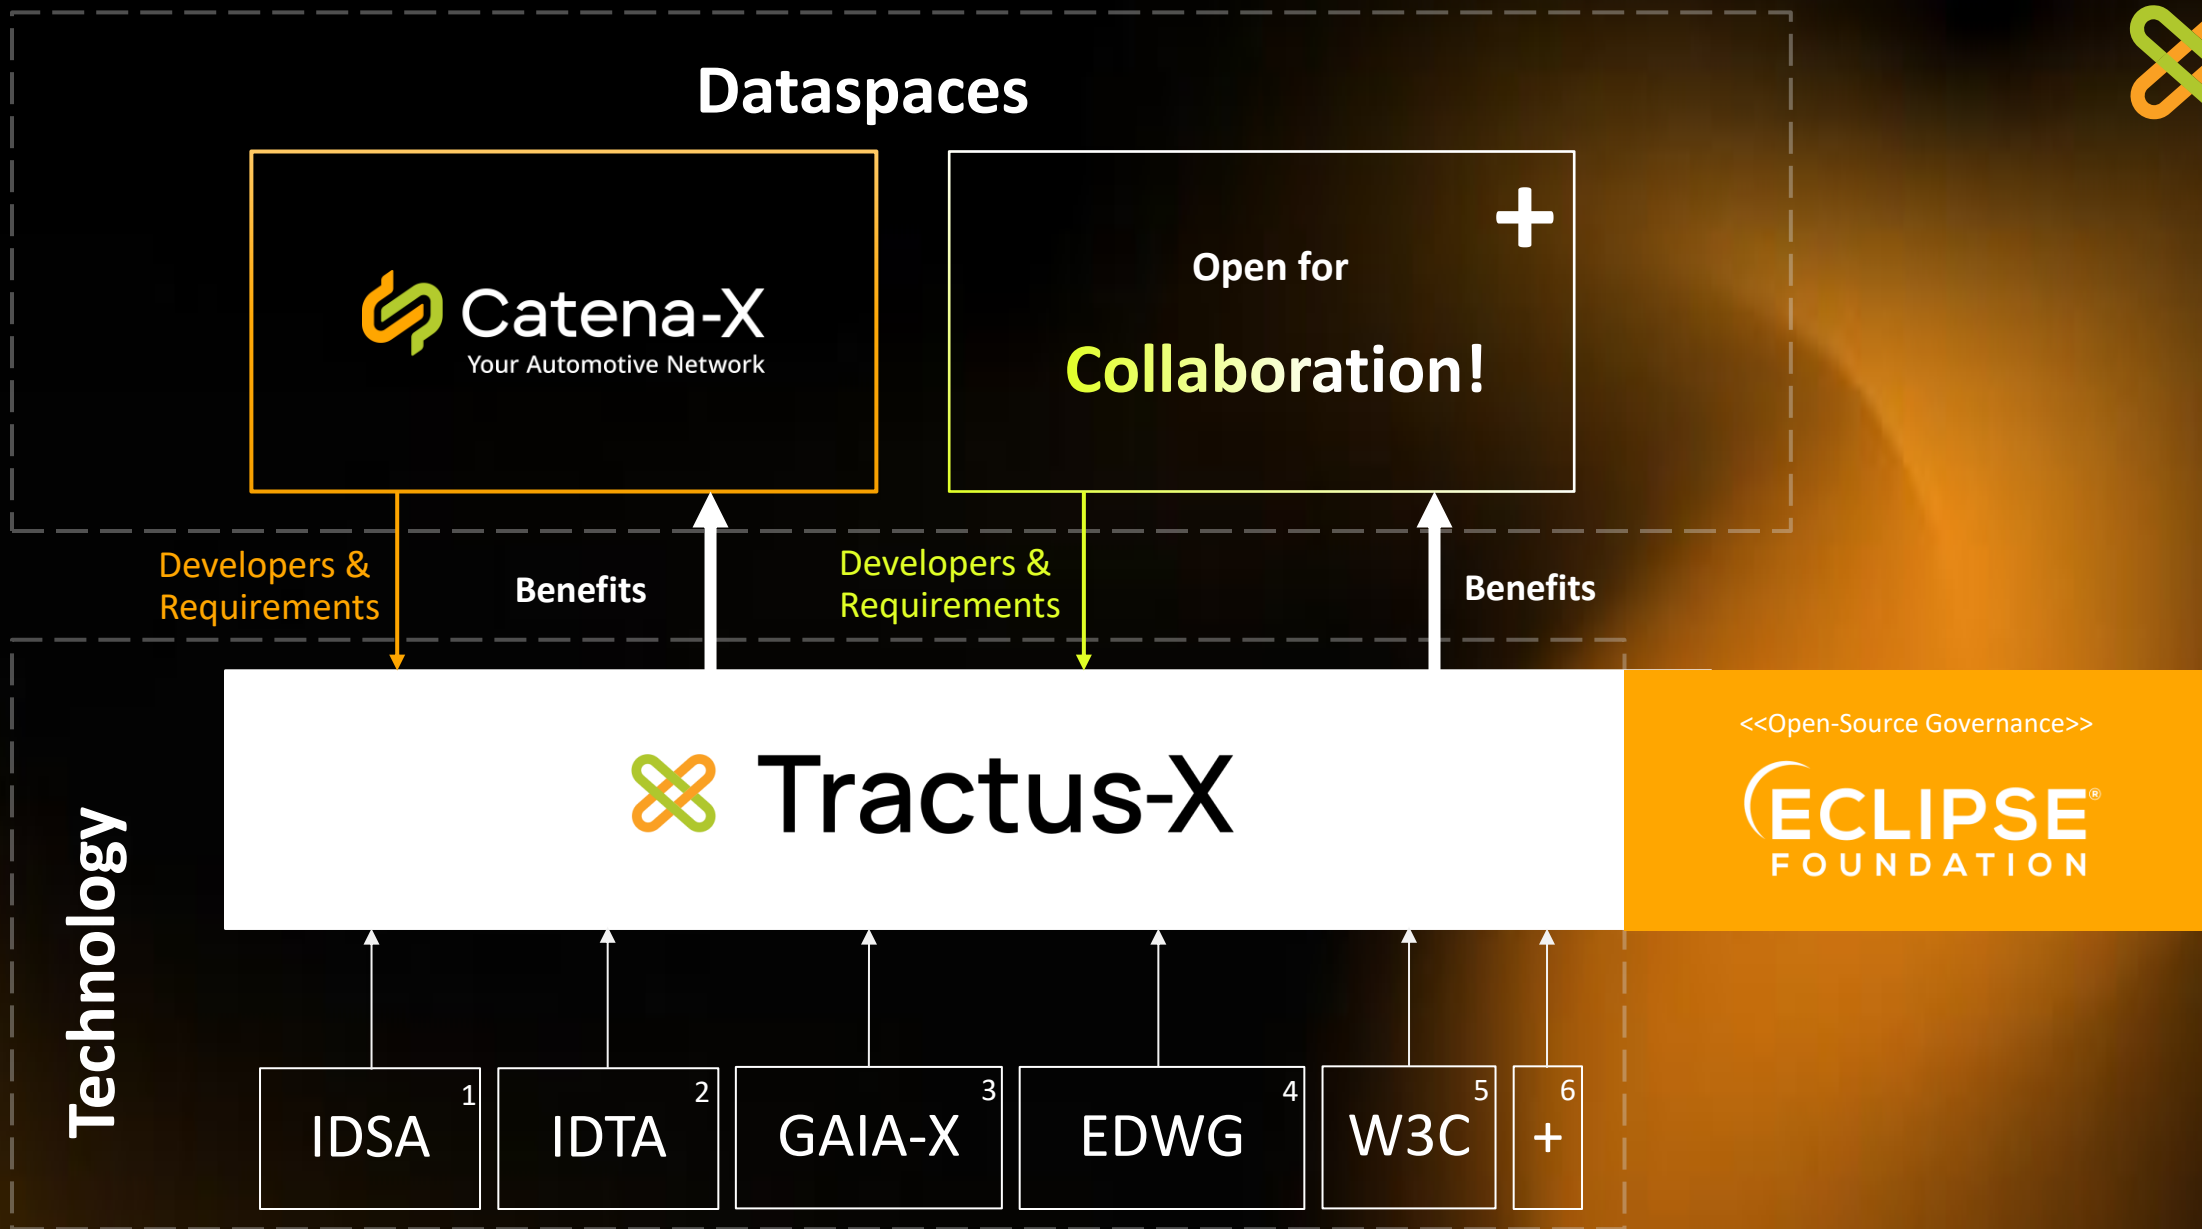 Dataspaces
Catena-X
Your Automotive Network
+
Open for
Collaboration!
Developers &
Requirements
Benefits
Developers &
Requirements
Benefits
Technology
Tractus-X
<<Open-Source Governance>>
ECLIPSE®
FOUNDATION
IDSA 1
IDTA 2
GAIA-X 3
EDWG 4
W3C 5
+ 6